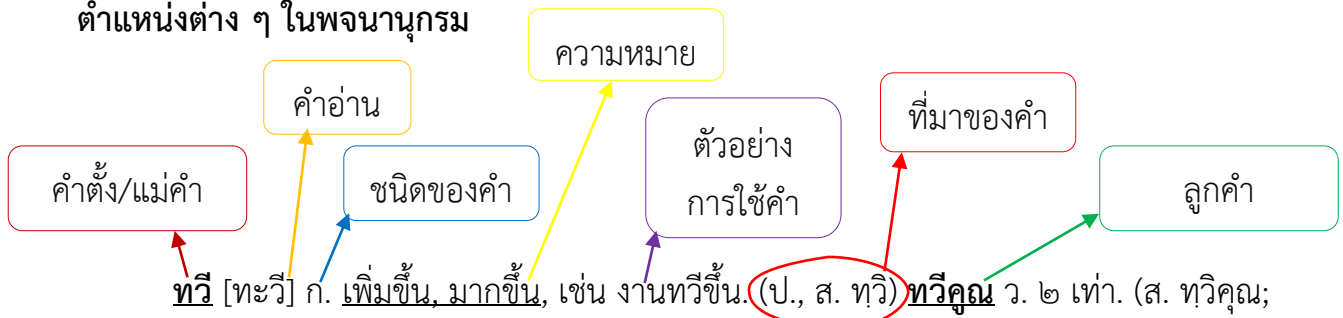 ตำแหน่งต่าง ๆ ในพจนานุกรม
ความหมาย
คำอ่าน
ที่มาของคำ
ตัวอย่าง
การใช้คำ
คำตั้ง/แม่คำ
ชนิดของคำ
ลูกคำ
ทวี [ทะวี] ก. เพิ่มขึ้น, มากขึ้น, เช่น งานทวีขึ้น. (ป., ส. ทฺวิ) ทวีคูณ ว. ๒ เท่า. (ส. ทฺวิคุณ;